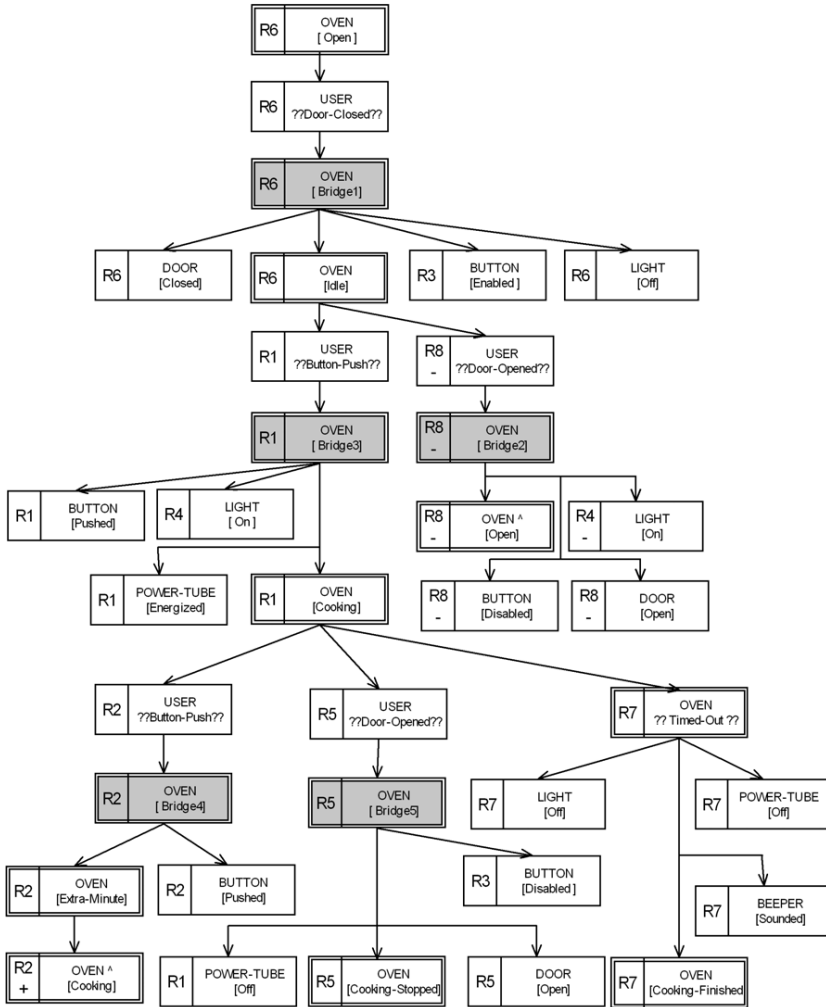 R6
OVEN
[ Open ]
R6
USER
??Door-Closed??
R6
OVEN
[ Bridge1]
R6
DOOR
[Closed]
R6
OVEN
[Idle]
R3
BUTTON
[Enabled ]
R6
LIGHT
[Off]
R1
USER
??Button-Push??
R8
-
USER
??Door-Opened??
R1
OVEN
[ Bridge3]
R8
-
OVEN
[ Bridge2]
R1
BUTTON
[Pushed]
R4
LIGHT
[ On ]
R8
-
OVEN ^
[Open]
R4
-
LIGHT
[On]
R1
POWER-TUBE
[Energized]
R1
OVEN
[Cooking]
R8
-
BUTTON
[Disabled]
R8
-
DOOR
[Open]
R2
USER
??Button-Push??
R5
USER
??Door-Opened??
R7
OVEN
?? Timed-Out ??
R2
OVEN
[ Bridge4]
R5
OVEN
[ Bridge5]
R7
LIGHT
[Off]
R7
POWER-TUBE
[Off]
R2
OVEN
[Extra-Minute]
R2
BUTTON
[Pushed]
R3
BUTTON
[Disabled ]
R7
BEEPER
[Sounded]
R2
+
OVEN ^
[Cooking]
R1
POWER-TUBE
[Off]
R5
OVEN
[Cooking-Stopped]
R5
DOOR
[Open]
R7
OVEN
[Cooking-Finished]